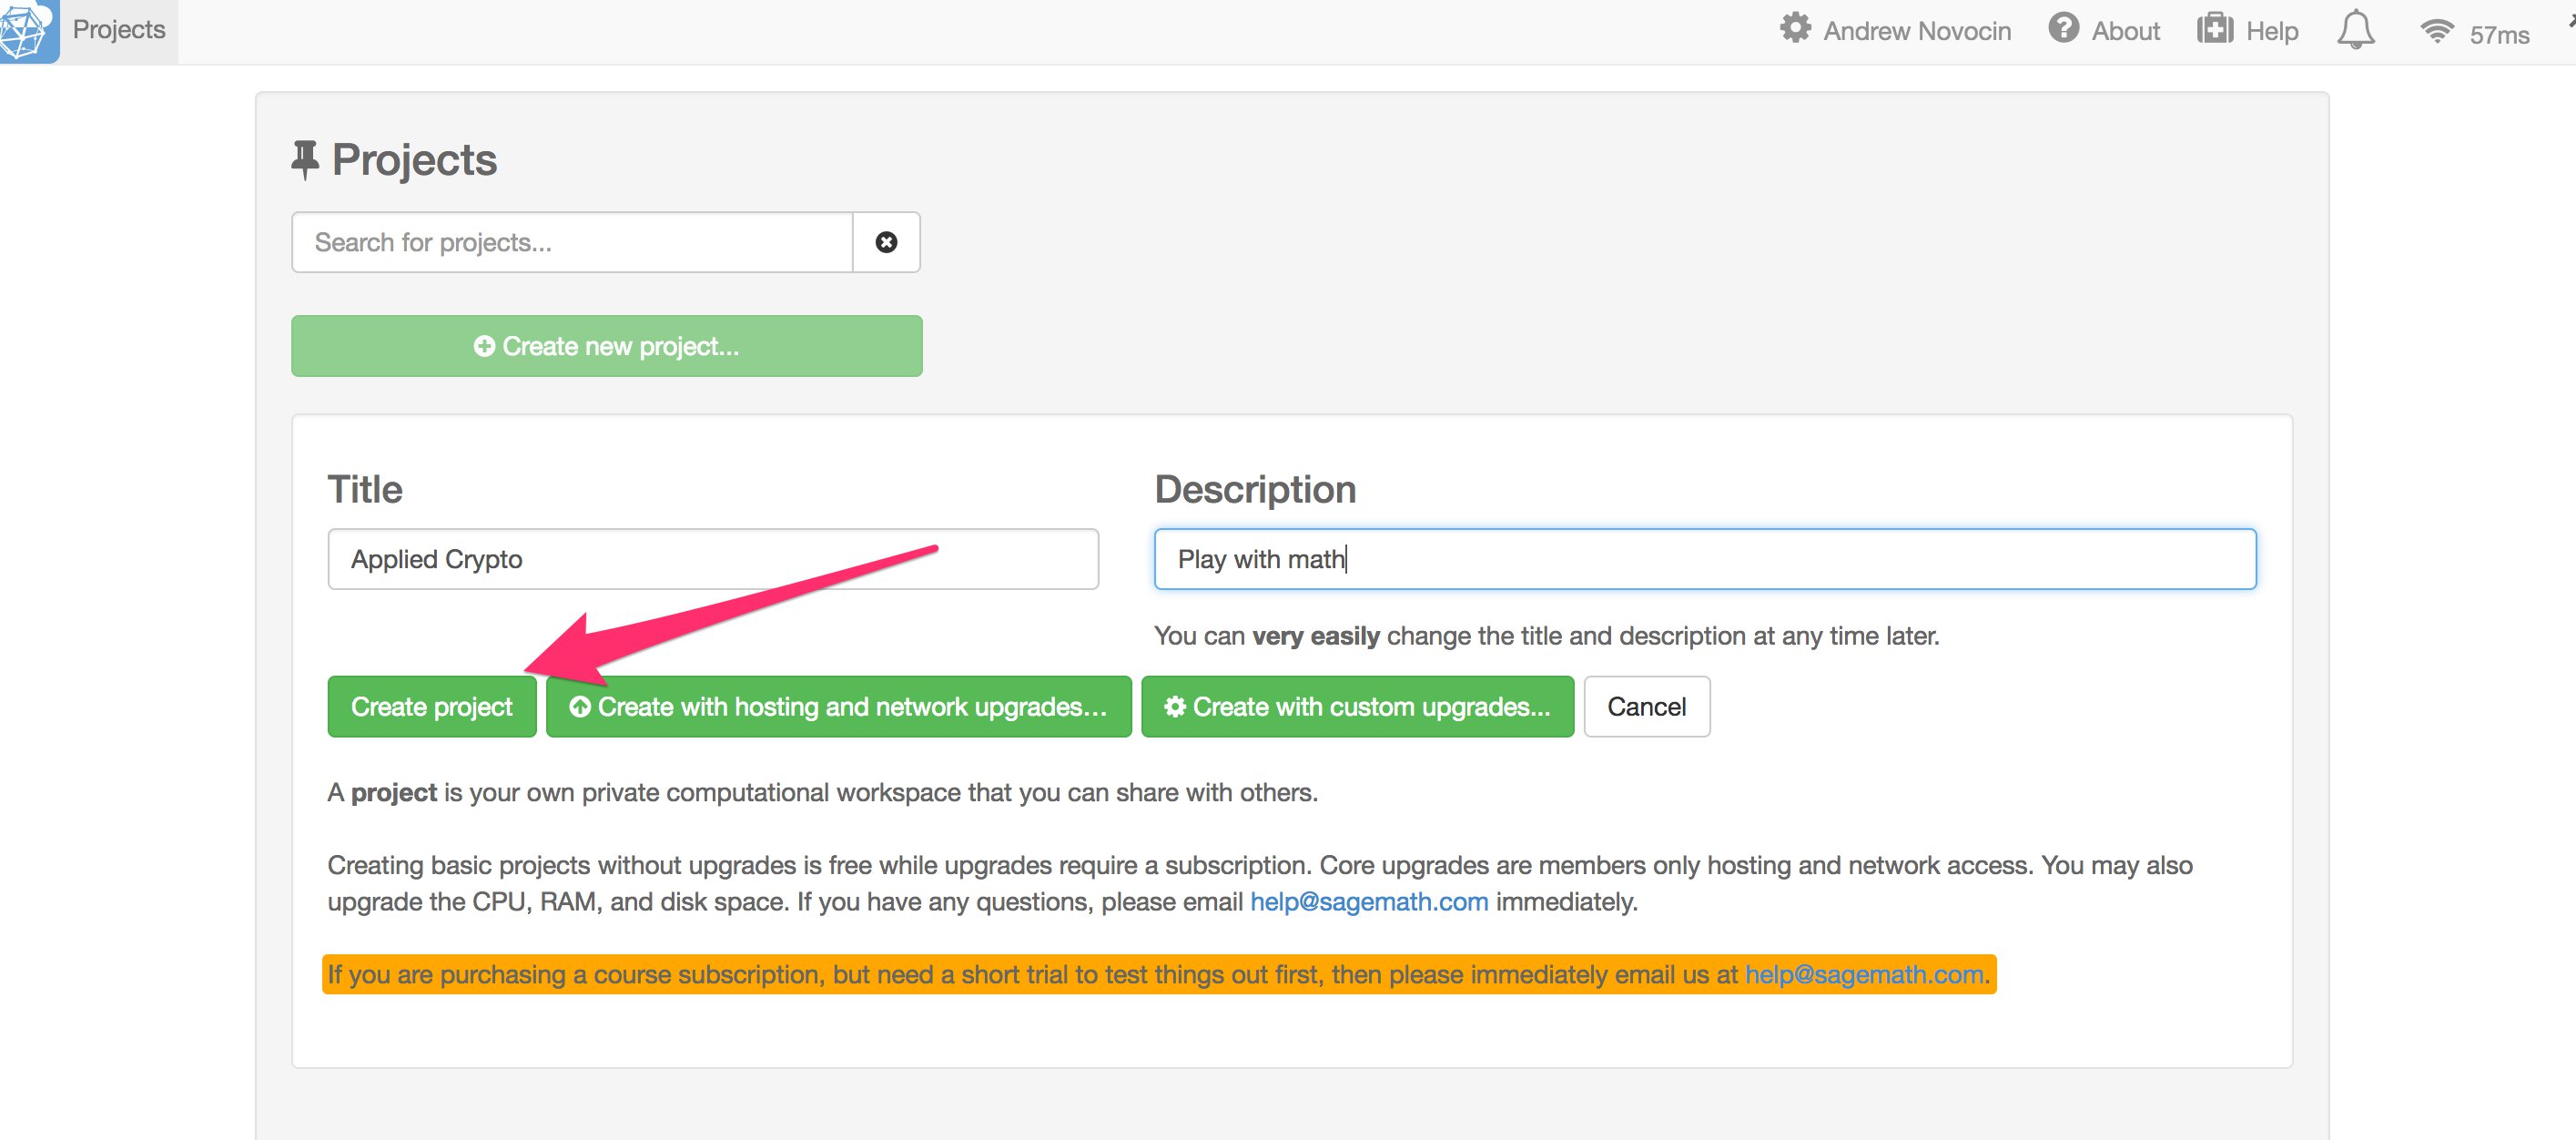 Projects
Andrew Novocin
About
Help
57ms
Projects
Search for projects...
Create new project...
Title
Description
Applied Crypto
Play with math
You can very easily change the title and description at any time later.
Create project
Create with hosting and network upgrades...
Create with custom upgrades...
Cancel
A project is your own private computational workspace that you can share with others.
Creating basic projects without upgrades is free while upgrades require a subscription. Core upgrades are members only hosting and network access. You may also
upgrade the CPU, RAM, and disk space. If you have any questions, please email help@sagemath.com immediately.
If you are purchasing a course subscription, but need a short trial to test things out first, then please immediately email us at help@sagemath.com.